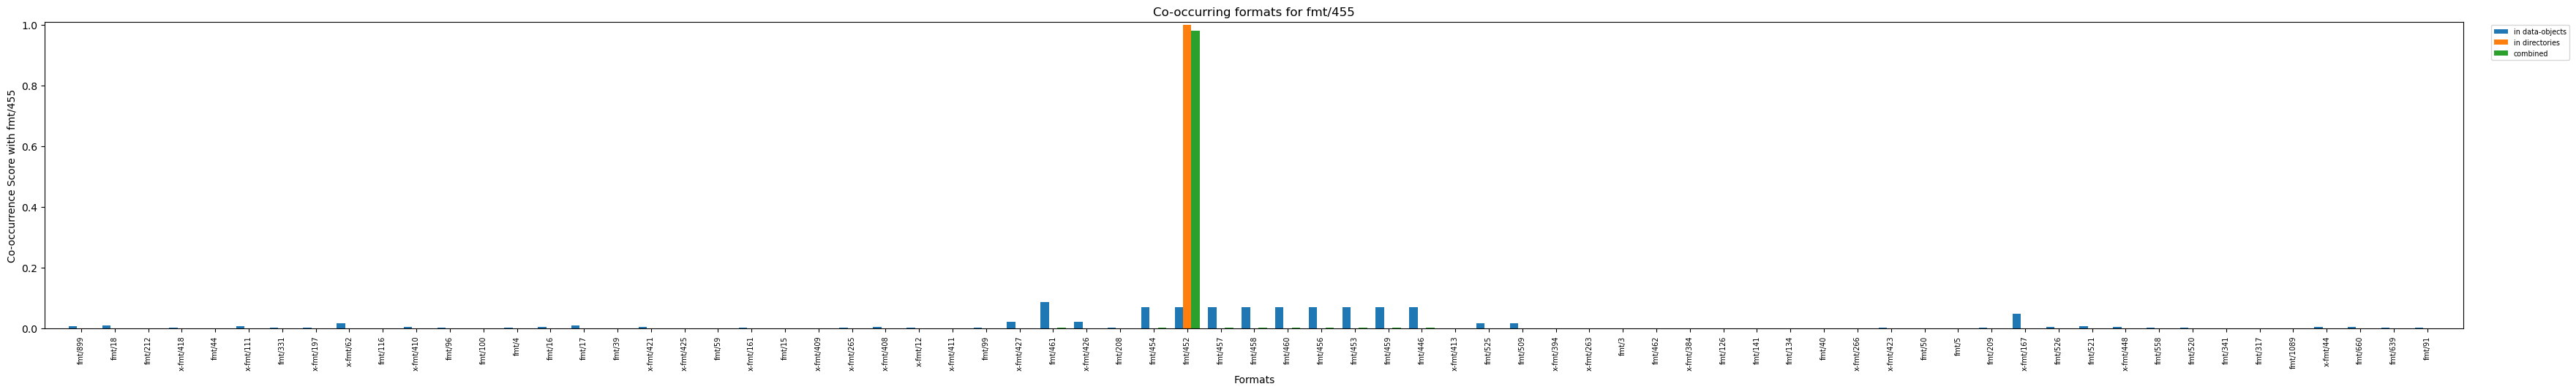 Co-occurring formats for fmt/455
in data-objects
in directories
combined
Co-occurrence Score with fmt/455
1.0
0.8
0.6
0.4
0.2
0.0
fmt/899
fmt/18
fmt/212
x-fmt/418
fmt/44
x-fmt/111
fmt/331
x-fmt/197
x-fmt/62
fmt/116
x-fmt/410
fmt/96
fmt/100
fmt/4
fmt/16
fmt/17
fmt/39
x-fmt/421
x-fmt/425
fmt/59
x-fmt/161
fmt/15
x-fmt/409
x-fmt/265
x-fmt/408
x-fmt/12
x-fmt/411
fmt/99
x-fmt/427
fmt/461
x-fmt/426
fmt/208
fmt/454
fmt/452
fmt/457
fmt/458
fmt/460
fmt/456
fmt/453
fmt/459
fmt/446
x-fmt/413
fmt/525
fmt/509
x-fmt/394
x-fmt/263
fmt/3
fmt/462
x-fmt/384
fmt/126
fmt/141
fmt/134
fmt/40
x-fmt/266
x-fmt/423
fmt/50
fmt/5
fmt/209
x-fmt/167
fmt/526
fmt/521
x-fmt/448
fmt/558
fmt/520
fmt/341
fmt/317
fmt/1089
x-fmt/44
fmt/660
fmt/639
fmt/91
Formats